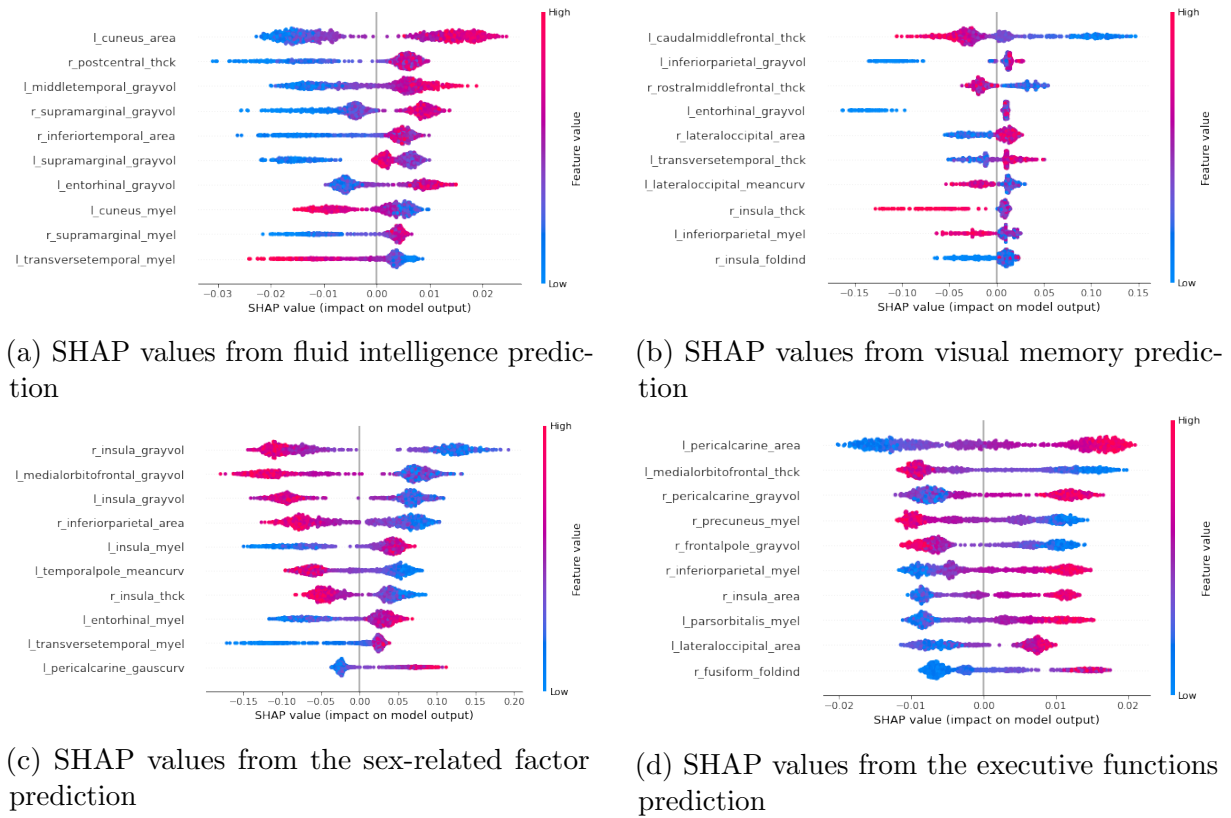 High
l_cuneus_area
r_postcentral_thck
l_middletemporal_grayvol
r_supramarginal_grayvol
r_inferiortemporal_area
l_supramarginal_grayvol
l_entorhinal_grayvol
l_cuneus_myel
r_supramarginal_myel
l_transversetemporal_myel
Feature value
Low
−0.03 −0.02 −0.01 0.00 0.01 0.02
SHAP value (impact on model output)
(a) SHAP values from fluid intelligence predic-
tion
High
l_caudalmiddlefrontal_thck
l_inferiorparietal_grayvol
r_rostralmiddlefrontal_thck
l_entorhinal_grayvol
r_lateraloccipital_area
l_transversetemporal_thck
l_lateraloccipital_meancurv
r_insula_thck
l_inferiorparietal_myel
r_insula_foldind
Feature value
Low
−0.15 −0.10 −0.05 0.00 0.05 0.10 0.15
SHAP value (impact on model output)
(b) SHAP values from visual memory predic-
tion
High
r_insula_grayvol
l_medialorbitofrontal_grayvol
l_insula_grayvol
r_inferiorparietal_area
l_insula_myel
l_temporalpole_meancurv
r_insula_thck
l_entorhinal_myel
l_transversetemporal_myel
l_pericalcarine_gauscurv
Feature value
Low
−0.15 −0.10 −0.05 0.00 0.05 0.10 0.15 0.20
SHAP value (impact on model output)
(c) SHAP values from the sex-related factor
prediction
High
l_pericalcarine_area
l_medialorbitofrontal_thck
r_pericalcarine_grayvol
r_precuneus_myel
r_frontalpole_grayvol
r_inferiorparietal_myel
r_insula_area
l_parsorbitalis_myel
l_lateraloccipital_area
r_fusiform_foldind
Feature value
Low
−0.02 −0.01 0.00 0.01 0.02
SHAP value (impact on model output)
(d) SHAP values from the executive functions
prediction